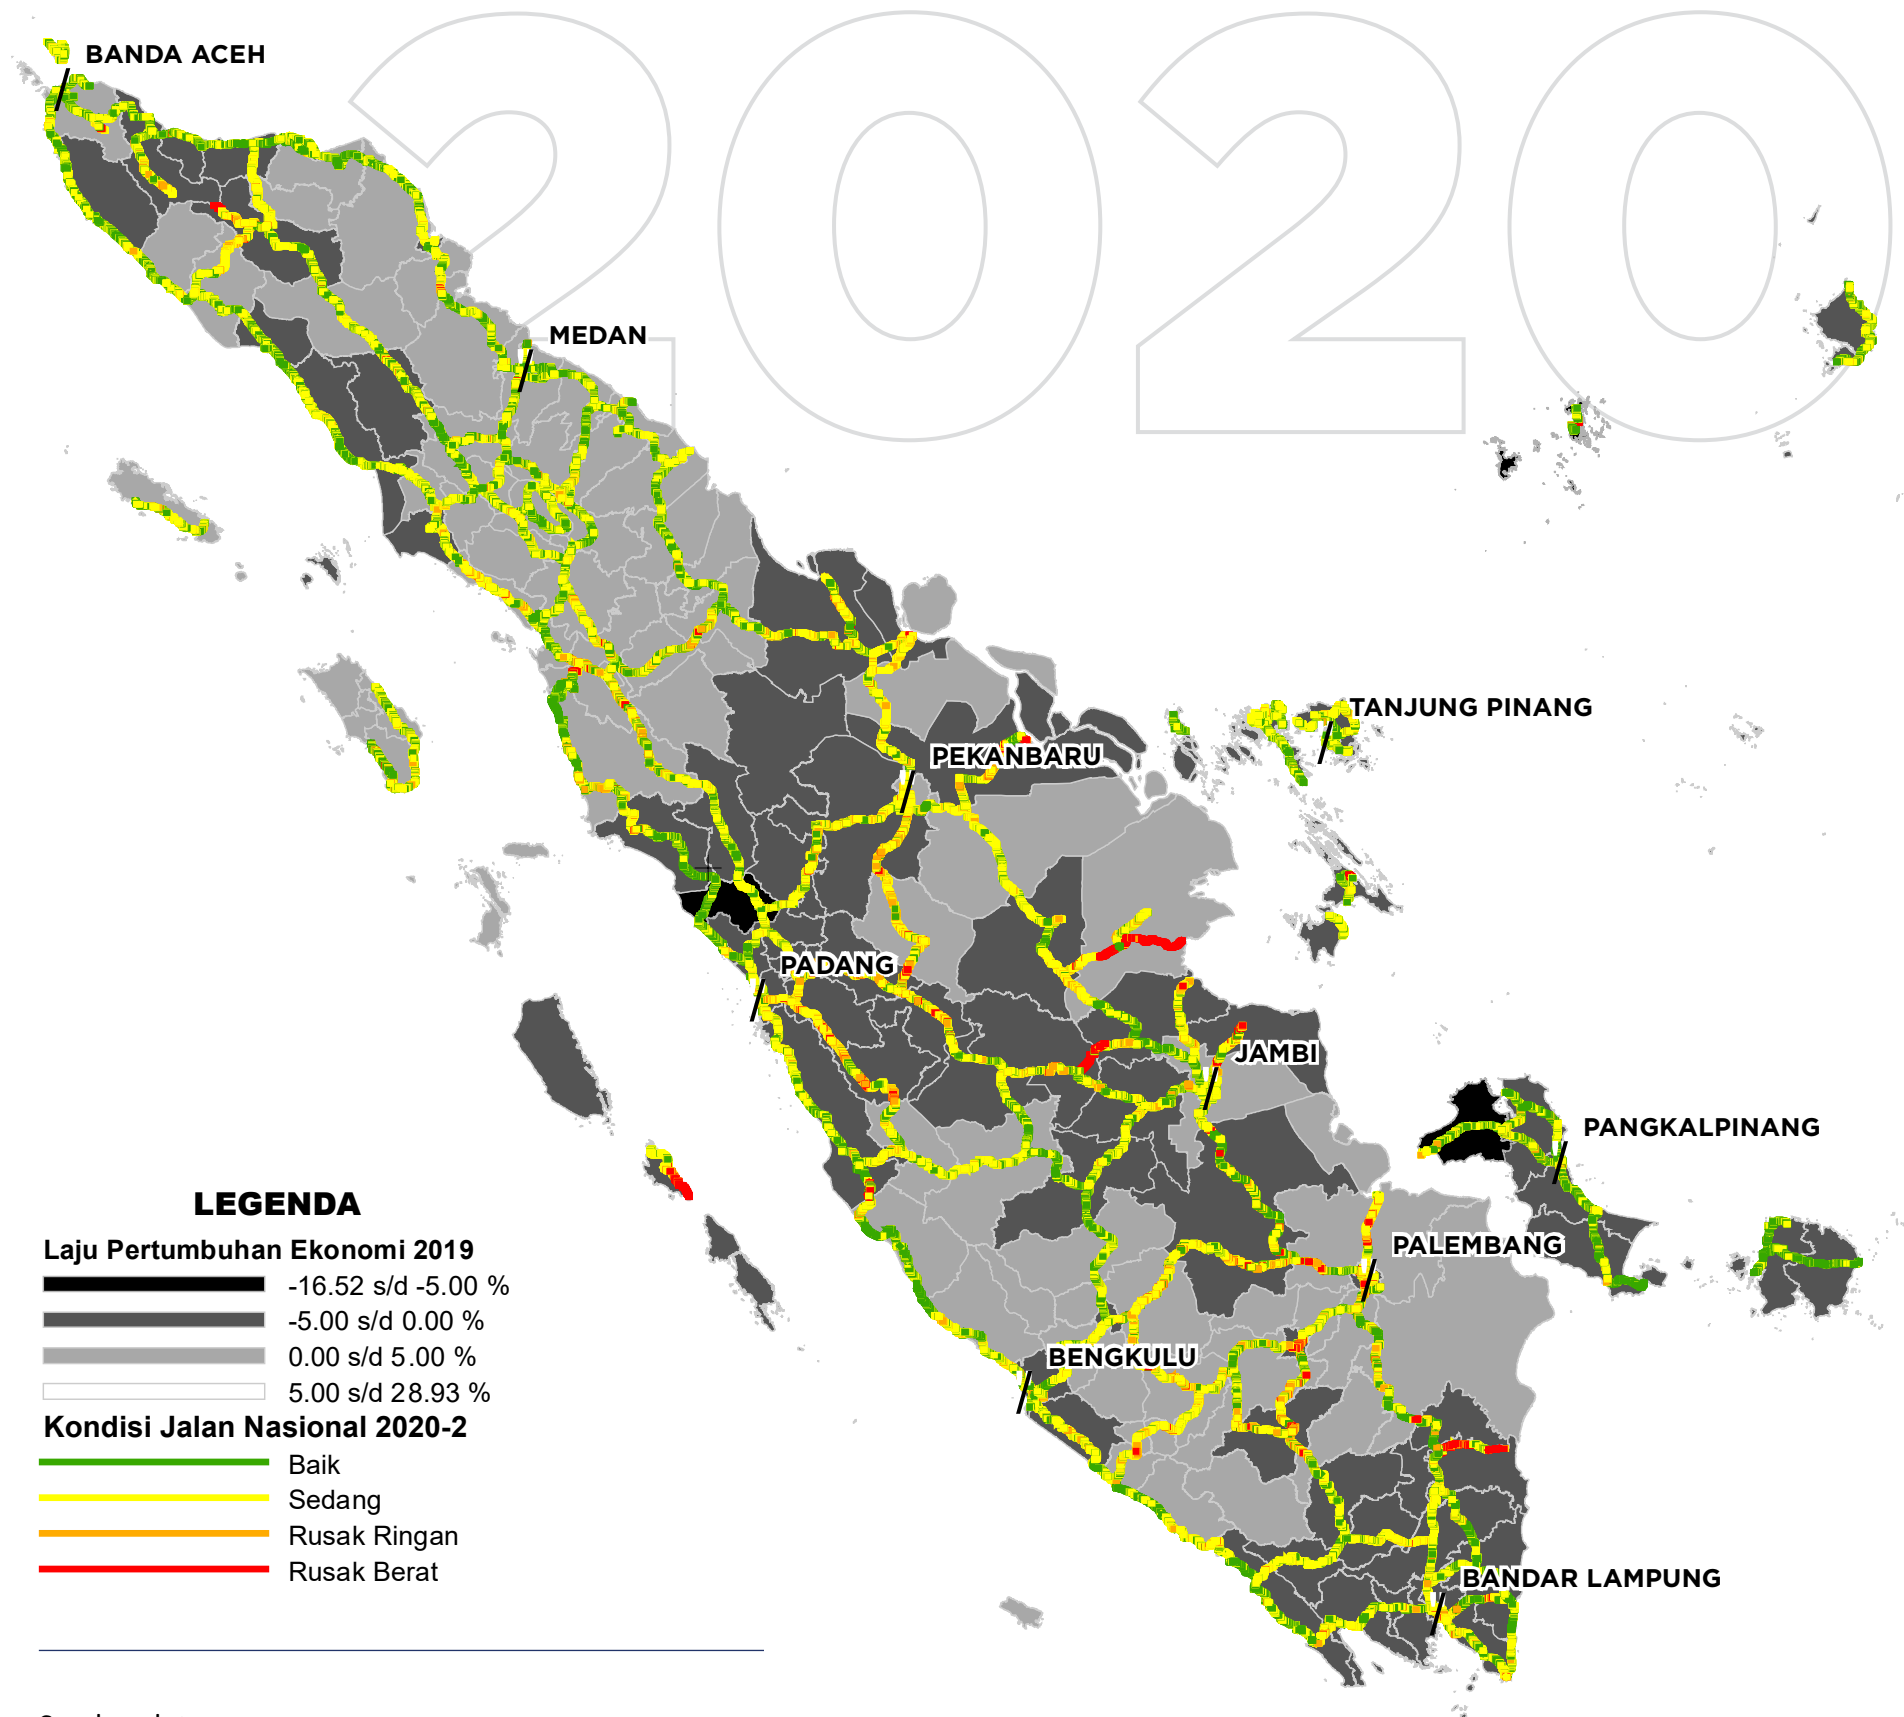 2020
BANDA ACEH
MEDAN
TANJUNG PINANG
PEKANBARU
PADANG
JAMBI
PANGKALPINANG
PALEMBANG
BENGKULU
BANDAR LAMPUNG
LEGENDA
Laju Pertumbuhan Ekonomi 2019
-16.52 s/d -5.00 %
-5.00 s/d 0.00 %
0.00 s/d 5.00 %
5.00 s/d 28.93 %
Kondisi Jalan Nasional 2020-2
Baik
Sedang
Rusak Ringan
Rusak Berat